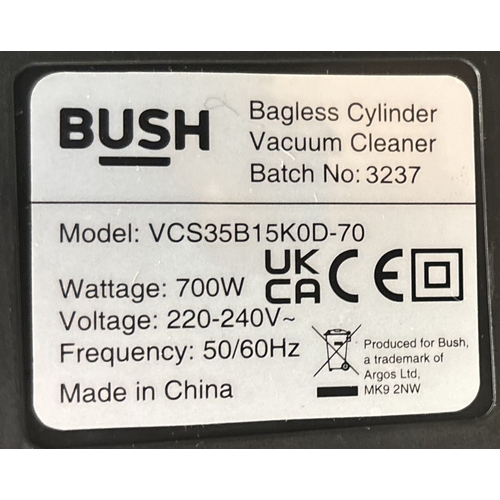 BUSH
Bagless Cylinder
Vacuum Cleaner
Batch No: 3237
Model: VCS35B15K0D-70
Wattage: 700W
Voltage: 220-240V~
Frequency: 50/60Hz
Made in China
UK
CA CE
Produced for Bush,
a trademark of
Argos Ltd,
MK9 2NW